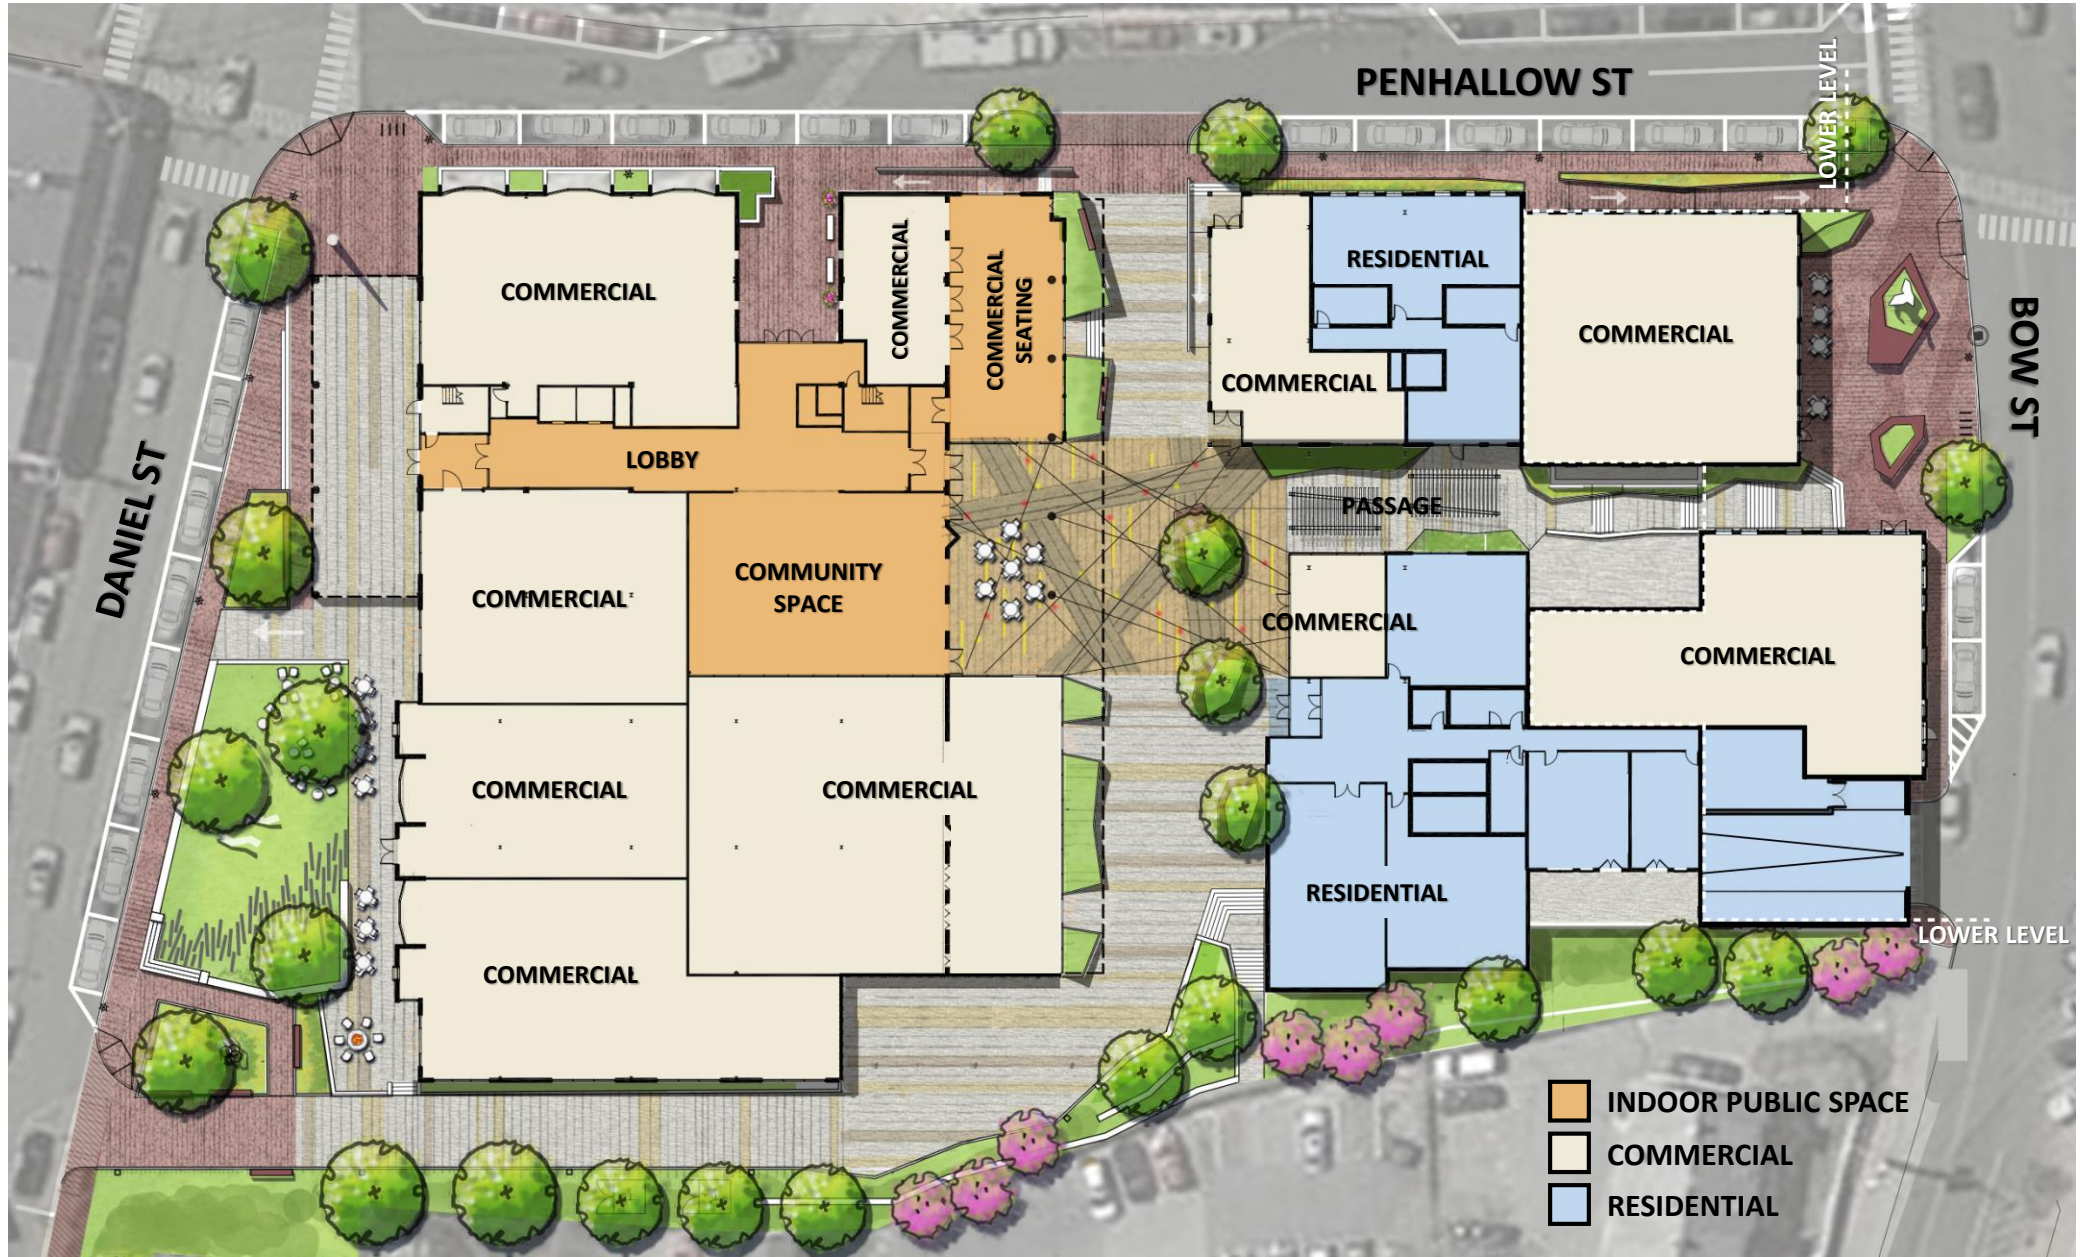 PENHALLOW ST
LOWER LEVEL
COMMERCIAL
COMMERCIAL
COMMERCIAL
SEATING
RESIDENTIAL
COMMERCIAL
COMMERCIAL
BOW ST
LOBBY
DANIEL ST
PASSAGE
COMMERCIAL
COMMUNITY
SPACE
COMMERCIAL
COMMERCIAL
COMMERCIAL
COMMERCIAL
RESIDENTIAL
LOWER LEVEL
COMMERCIAL
INDOOR PUBLIC SPACE
COMMERCIAL
RESIDENTIAL